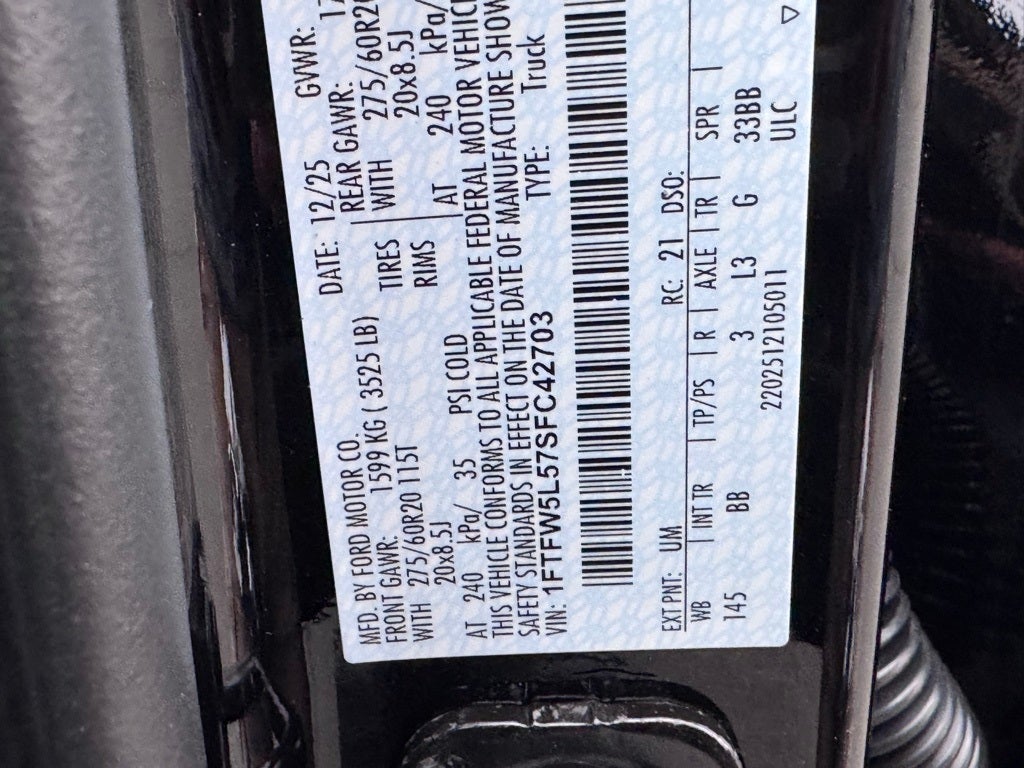 MFD. BY FORD MOTOR CO.
DATE: 12/25
GVWR:
FRONT GAWR: 1599 KG ( 3525 LB)
REAR GAWR:
WITH 275/60R20 115T
TIRES
WITH 275/60R20
20x8.5J
RIMS
20x8.5J
AT 240 kPa/ 35 PSI COLD
AT 240 kPa/
THIS VEHICLE CONFORMS TO ALL APPLICABLE FEDERAL MOTOR VEHICLE
SAFETY STANDARDS IN EFFECT ON THE DATE OF MANUFACTURE SHOW
VIN: 1FTFW5L57SFC42703
TYPE: Truck
EXT PNT: UM RC: 21 DSO:
WB | INT TR | TP/PS | R | AXLE | TR | SPR |
145 BB 3 L3 G 33BB
2202512105011 ULC